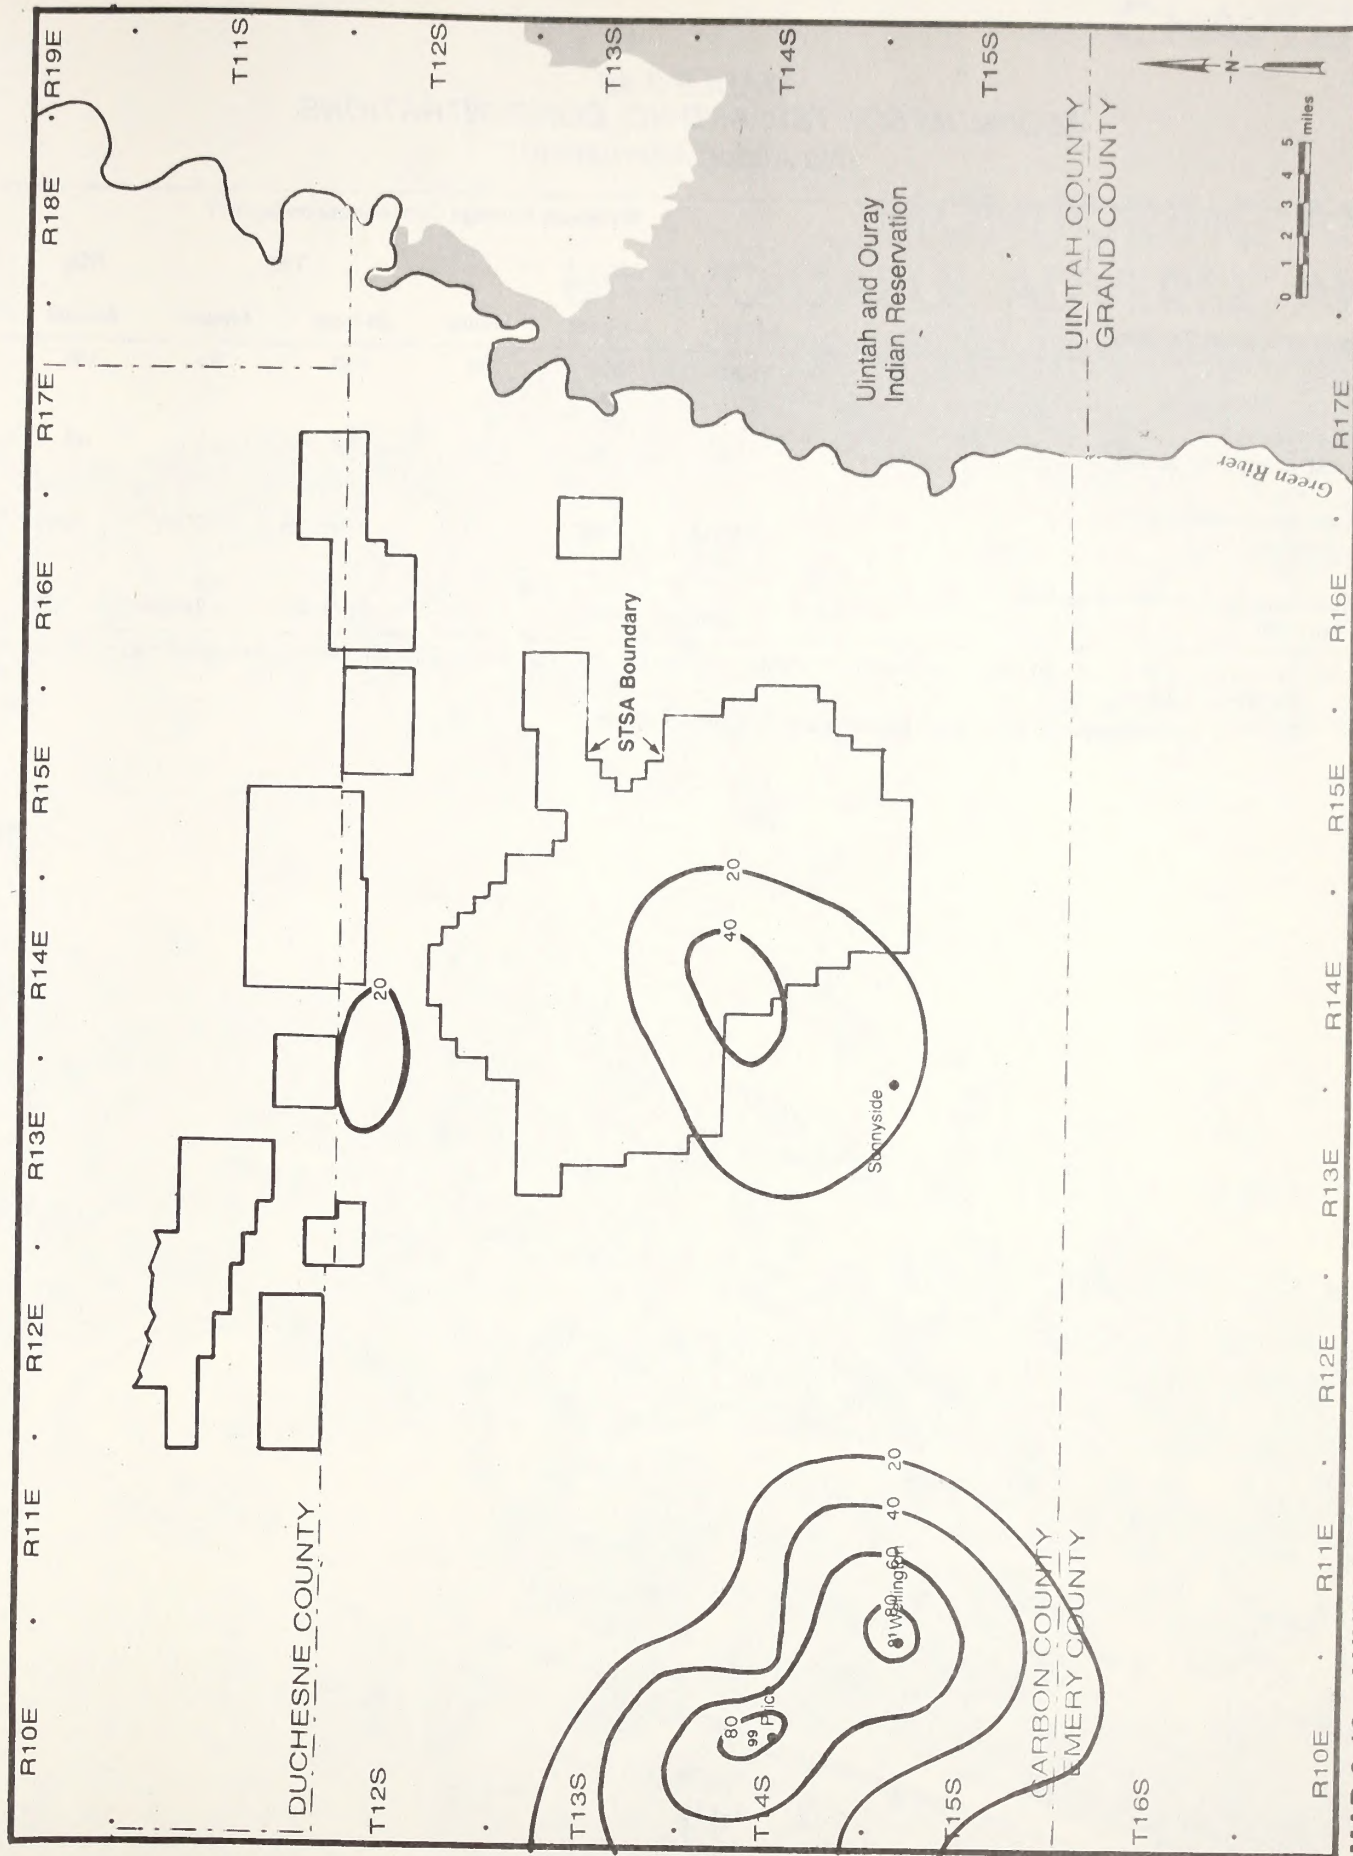 R10E
R11E
R12E
R13E
R14E
R15E
R16E
R17E
R18E
R19E
T11S
T12S
T13S
T14S
T15S
DUCHESNE COUNTY
T12S
T13S
T14S
T15S
T16S
20
20
40
STSA Boundary
Sunnyside
Uintah and Ouray
Indian Reservation
UINTAH COUNTY
GRAND COUNTY
Green River
-N-
0 1 2 3 4 5
miles
80
99
Price
20
40
60
80
81
Wellington
CARBON COUNTY
EMERY COUNTY
R10E
R11E
R12E
R13E
R14E
R15E
R16E
R17E